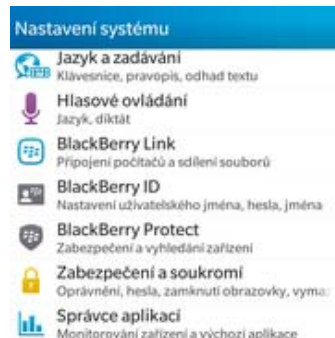 Nastavení systému
Jazyk a zadávání
Klávesnice, pravopis, odhad textu
Hlasové ovládání
Jazyk, diktát
BlackBerry Link
Připojení počítačů a sdílení souborů
BlackBerry ID
Nastavení uživatelského jména, hesla, jména
BlackBerry Protect
Zabezpečení a vyhledání zařízení
Zabezpečení a soukromí
Oprávnění, hesla, zamknutí obrazovky, vyma
Správce aplikací
Monitorování zařízení a výchozí aplikace